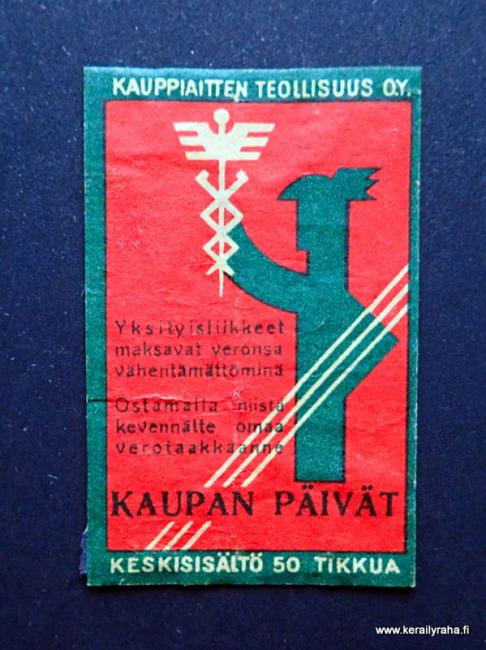 KAUPPIAITTEN TEOLLISUUS O.Y.
Yksityisliikkeet
maksavat veronsa
vähentämättöminä
Ostamalla niistä
kevennätte omaa
verotaakkaanne
KAUPAN PÄIVÄT
KESKISISÄLTÖ 50 TIKKUA
www.kerailyraha.fi